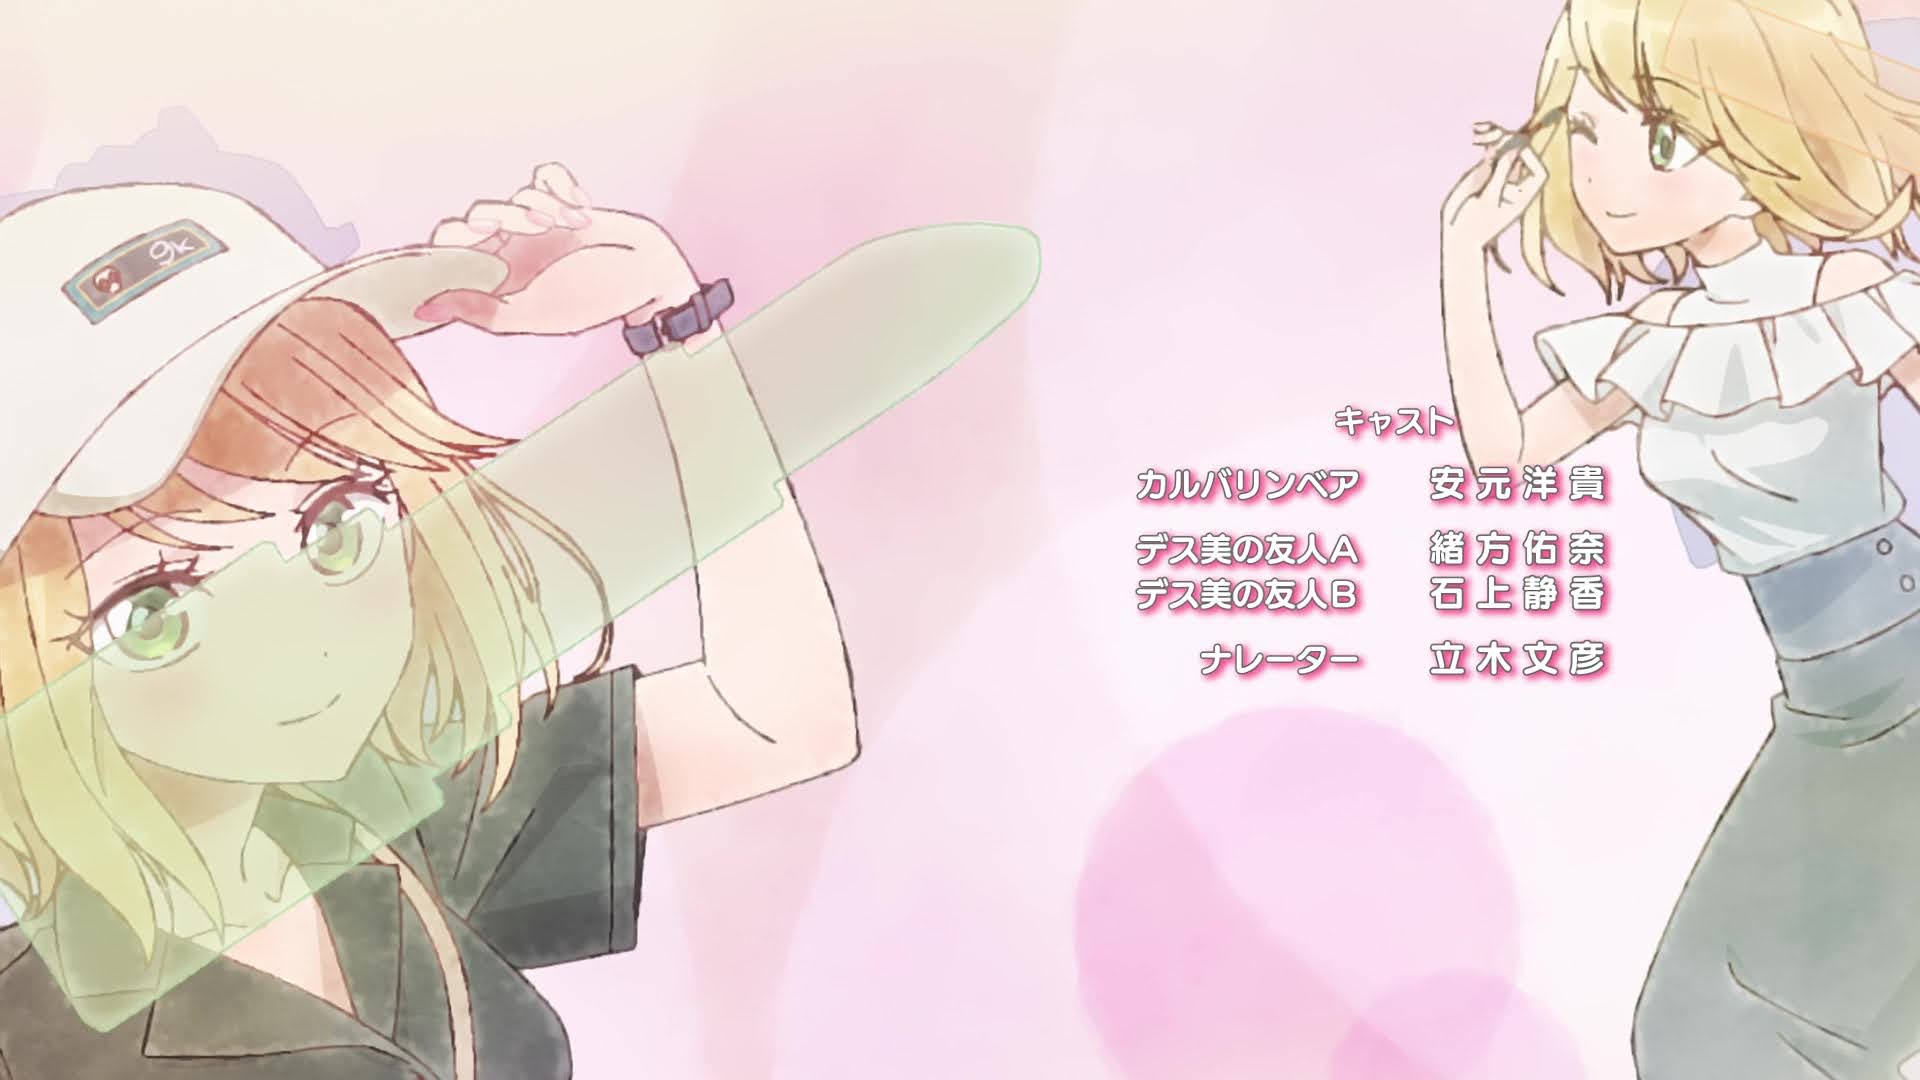 9K
キャスト
カルバリンベア　安元洋貴
デス美の友人A　緒方佑奈
デス美の友人B　石上静香
ナレーター　立木文彦